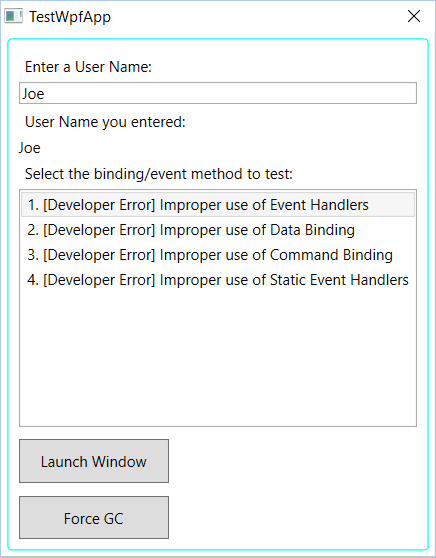 TestWpfApp
Enter a User Name:
Joe
User Name you entered:
Joe
Select the binding/event method to test:
1. [Developer Error] Improper use of Event Handlers
2. [Developer Error] Improper use of Data Binding
3. [Developer Error] Improper use of Command Binding
4. [Developer Error] Improper use of Static Event Handlers
Launch Window
Force GC